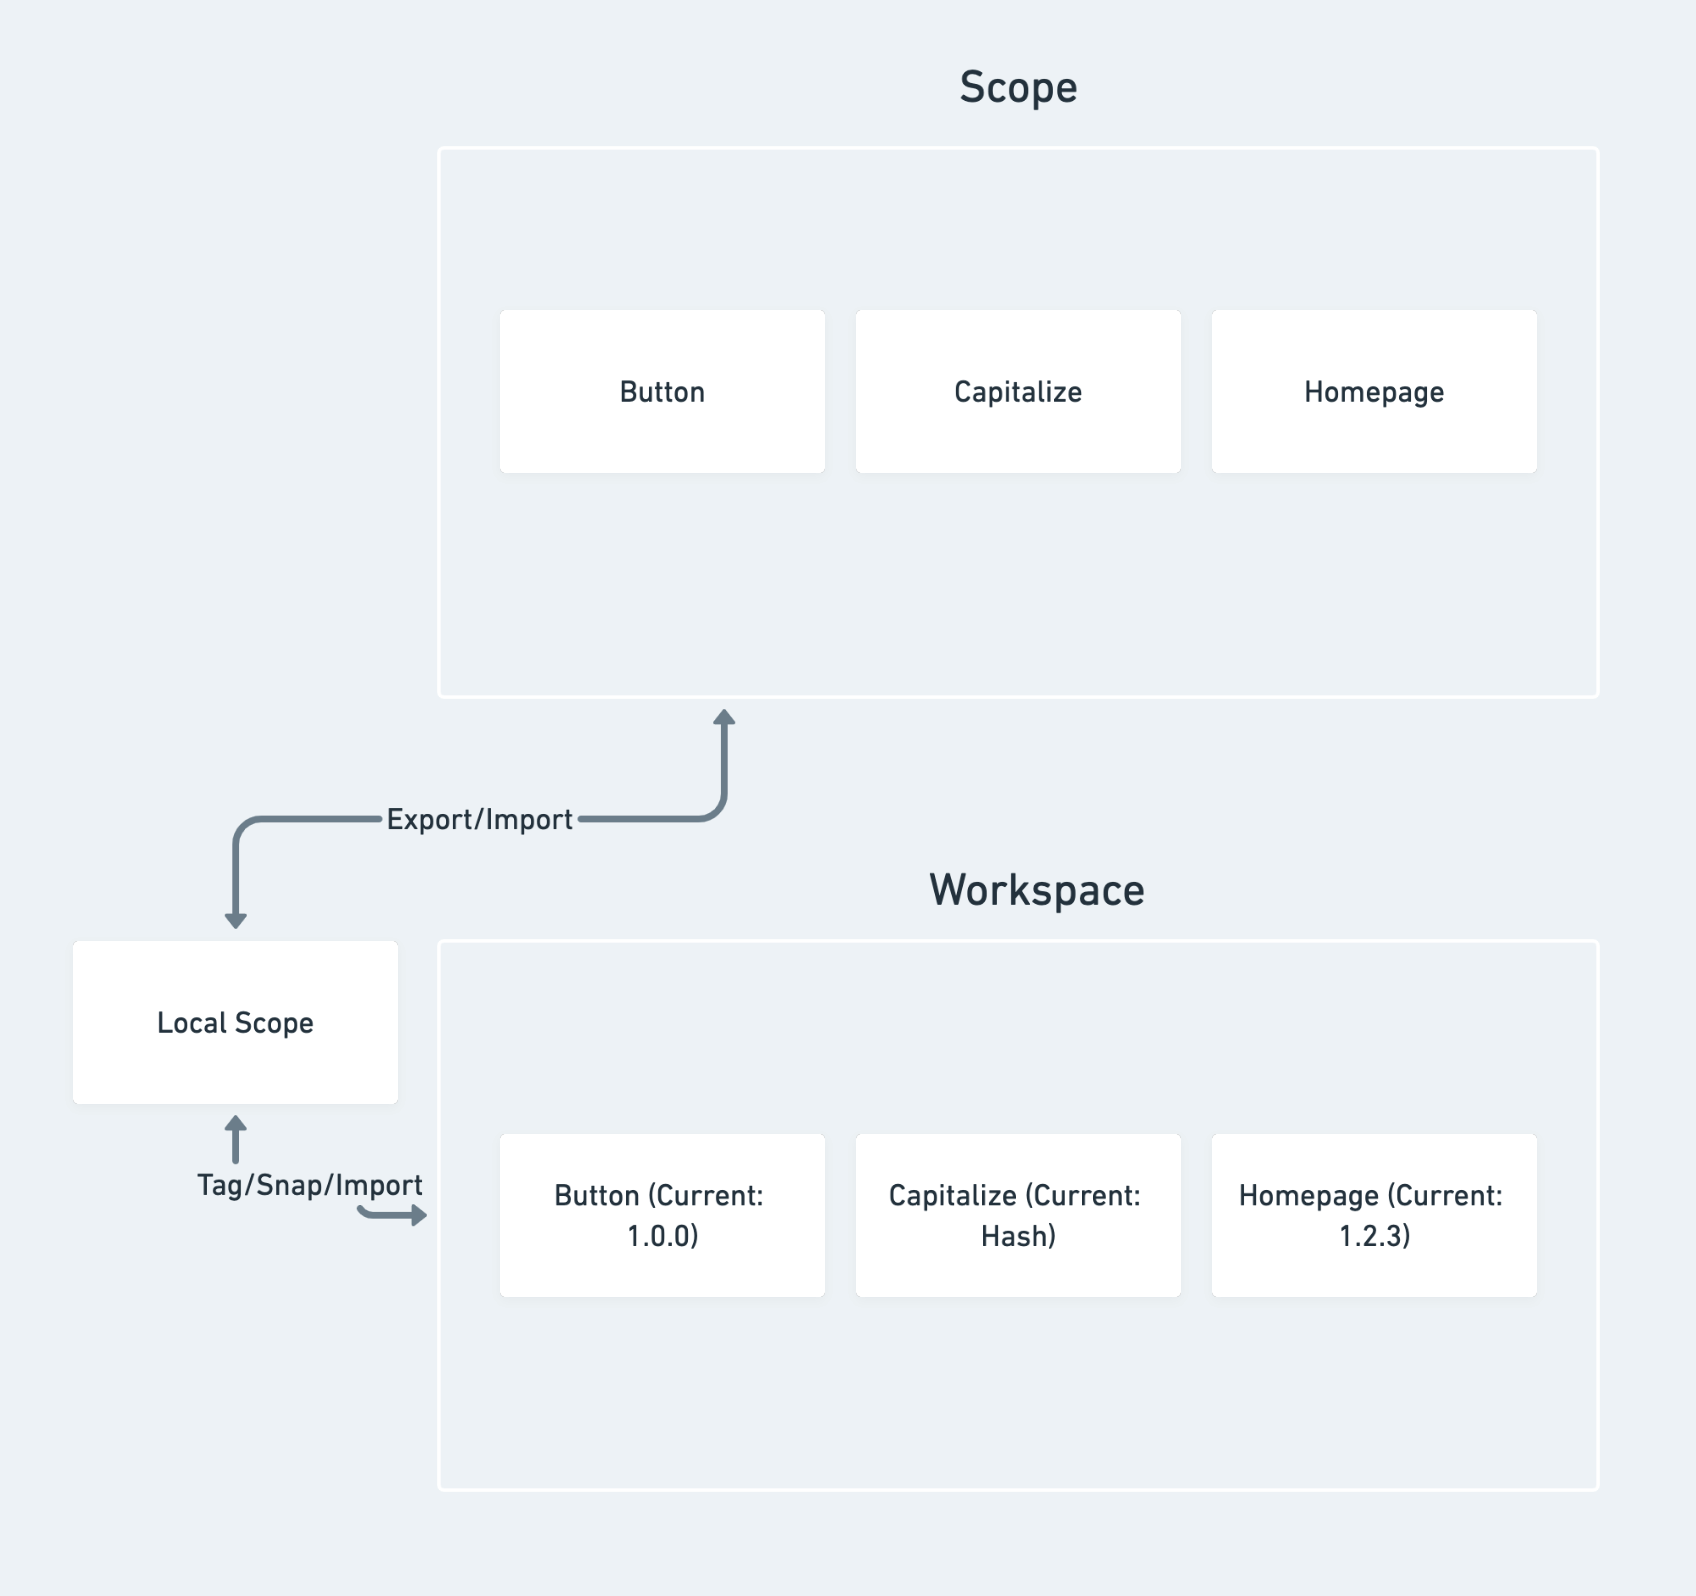 Scope
Button
Capitalize
Homepage
Export/Import
Workspace
Local Scope
Tag/Snap/Import
Button (Current:
1.0.0)
Capitalize (Current:
Hash)
Homepage (Current:
1.2.3)